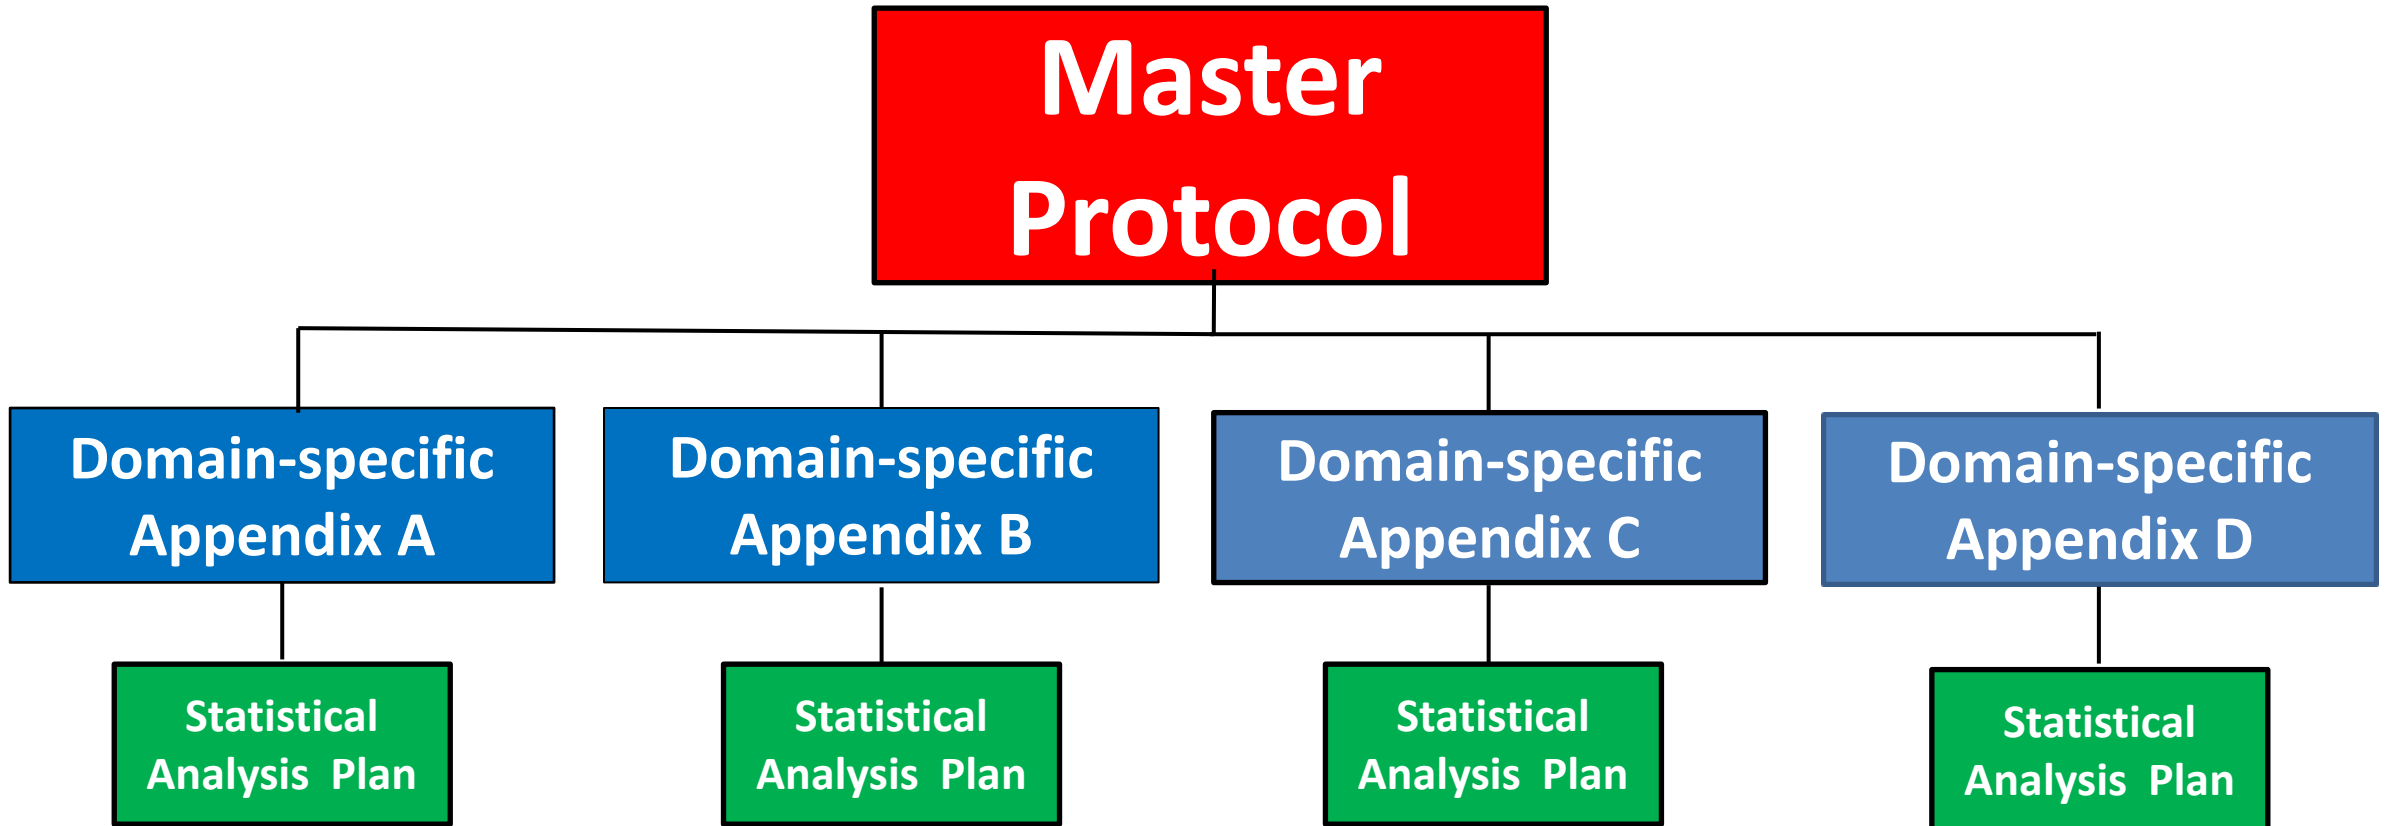 Master
Protocol
Domain-specific
Appendix A
Domain-specific
Appendix B
Domain-specific
Appendix C
Domain-specific
Appendix D
Statistical
Analysis  Plan
Statistical
Analysis  Plan
Statistical
Analysis  Plan
Statistical
Analysis  Plan